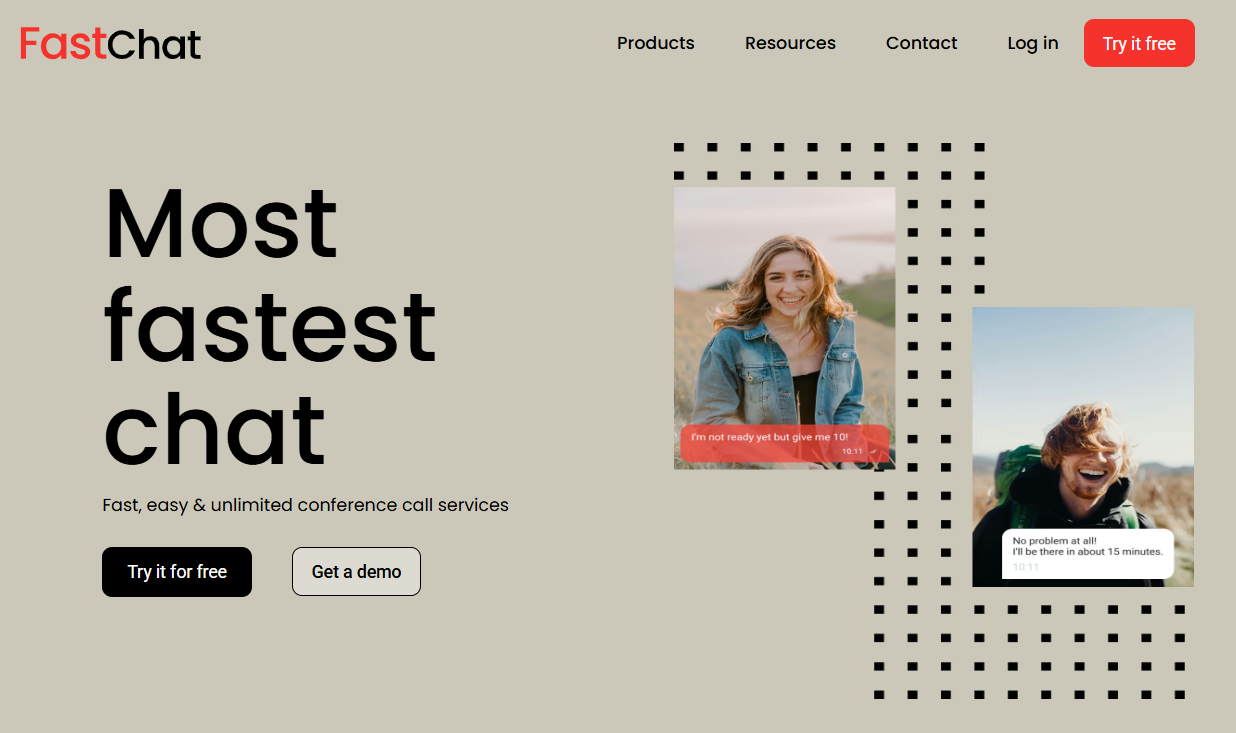 FastChat
Products Resources Contact Log in Try it free
Most
fastest
chat
Fast, easy & unlimited conference call services
Try it for free Get a demo
I'm not ready yet but give me 10!
10:11
No problem at all!
I'll be there in about 15 minutes.
10:11